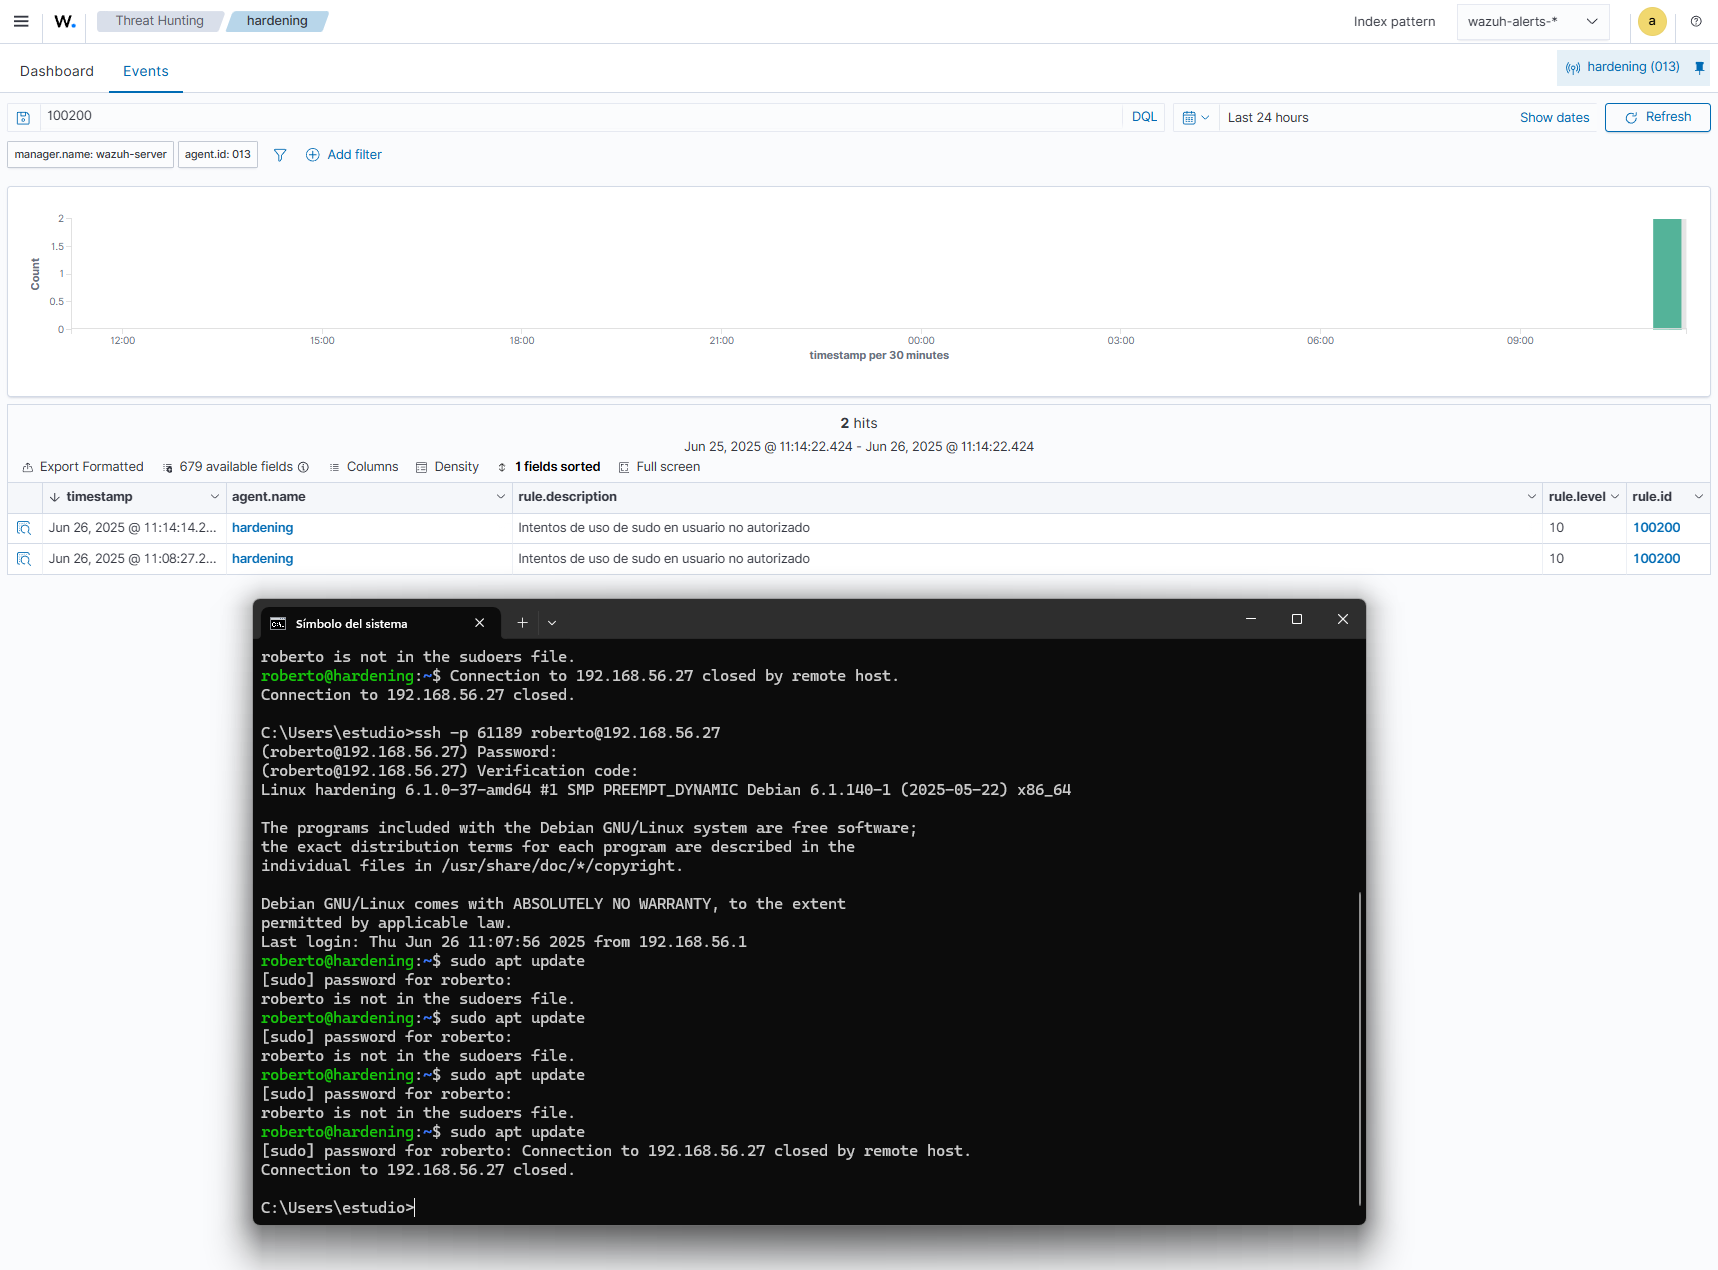 W.
Threat Hunting
hardening
Index pattern
wazuh-alerts-*
a
Dashboard
Events
hardening (013)
100200
DQL
Last 24 hours
Show dates
Refresh
manager.name: wazuh-server
agent.id: 013
Add filter
2
1.5
1
0.5
0
Count
12:00
15:00
18:00
21:00
00:00
03:00
06:00
09:00
timestamp per 30 minutes
2 hits
Jun 25, 2025 @ 11:14:22.424 - Jun 26, 2025 @ 11:14:22.424
Export Formatted
679 available fields
Columns
Density
1 fields sorted
Full screen
timestamp
agent.name
rule.description
rule.level
rule.id
Jun 26, 2025 @ 11:14:14.2...
hardening
Intentos de uso de sudo en usuario no autorizado
10
100200
Jun 26, 2025 @ 11:08:27.2...
hardening
Intentos de uso de sudo en usuario no autorizado
10
100200
Símbolo del sistema
roberto is not in the sudoers file.
roberto@hardening:~$ Connection to 192.168.56.27 closed by remote host.
Connection to 192.168.56.27 closed.
C:\Users\estudio>ssh -p 61189 roberto@192.168.56.27
(roberto@192.168.56.27) Password:
(roberto@192.168.56.27) Verification code:
Linux hardening 6.1.0-37-amd64 #1 SMP PREEMPT_DYNAMIC Debian 6.1.140-1 (2025-05-22) x86_64
The programs included with the Debian GNU/Linux system are free software;
the exact distribution terms for each program are described in the
individual files in /usr/share/doc/*/copyright.
Debian GNU/Linux comes with ABSOLUTELY NO WARRANTY, to the extent
permitted by applicable law.
Last login: Thu Jun 26 11:07:56 2025 from 192.168.56.1
roberto@hardening:~$ sudo apt update
[sudo] password for roberto:
roberto is not in the sudoers file.
roberto@hardening:~$ sudo apt update
[sudo] password for roberto:
roberto is not in the sudoers file.
roberto@hardening:~$ sudo apt update
[sudo] password for roberto:
roberto is not in the sudoers file.
roberto@hardening:~$ sudo apt update
[sudo] password for roberto: Connection to 192.168.56.27 closed by remote host.
Connection to 192.168.56.27 closed.
C:\Users\estudio>